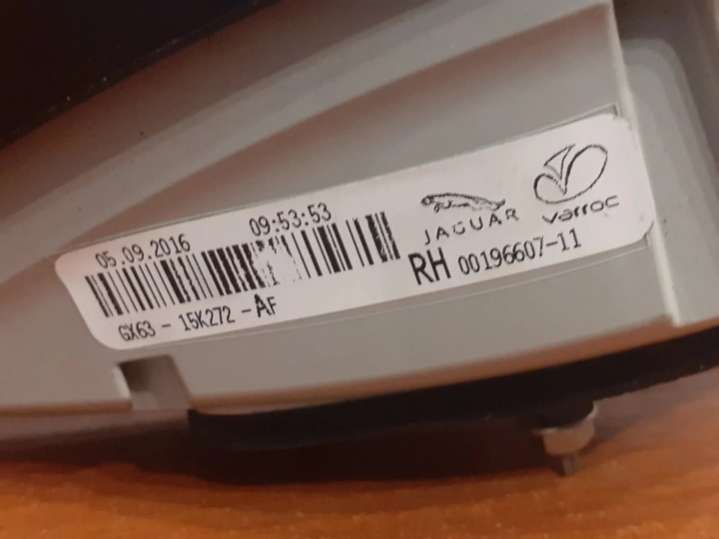 05.09.2016 09:53:53
GX63 - 15K272 - AF
JAGUAR
varroc
RH 00196607-11